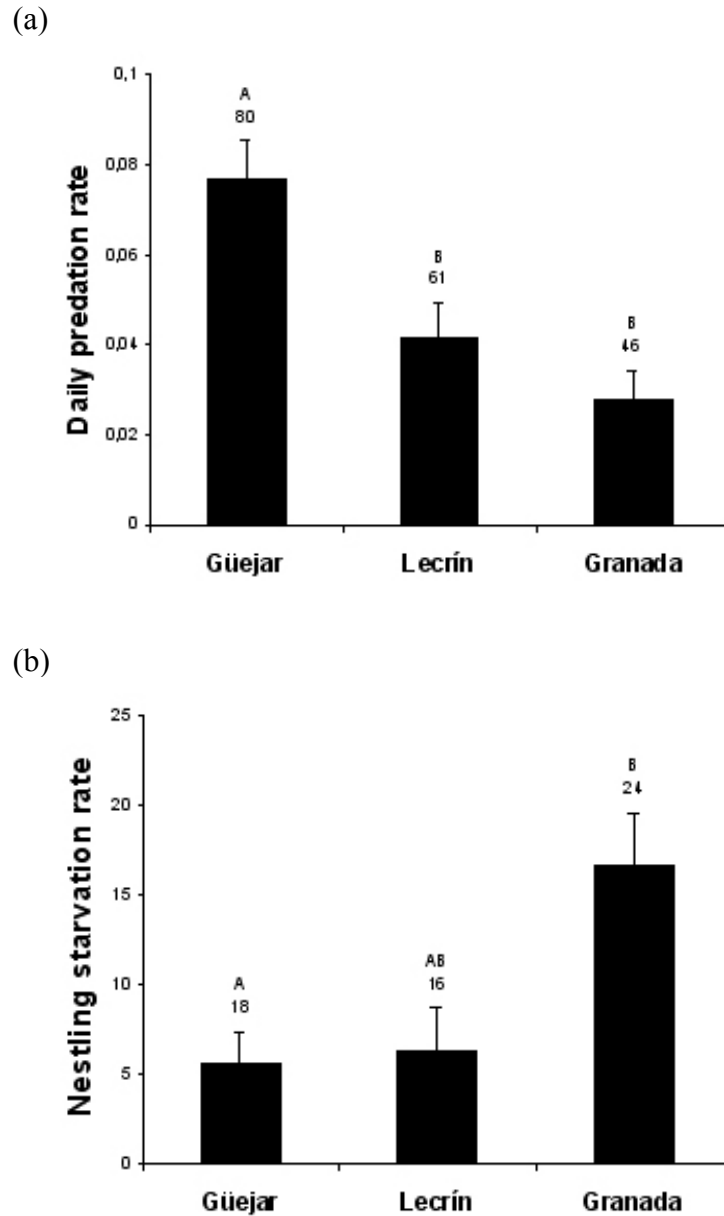 (a)
Daily predation rate
0,1
0,08
0,06
0,04
0,02
0
A
80
B
61
B
46
Güejar Lecrín Granada
(b)
Nestling starvation rate
25
20
15
10
5
0
A
18
AB
16
B
24
Güejar Lecrín Granada